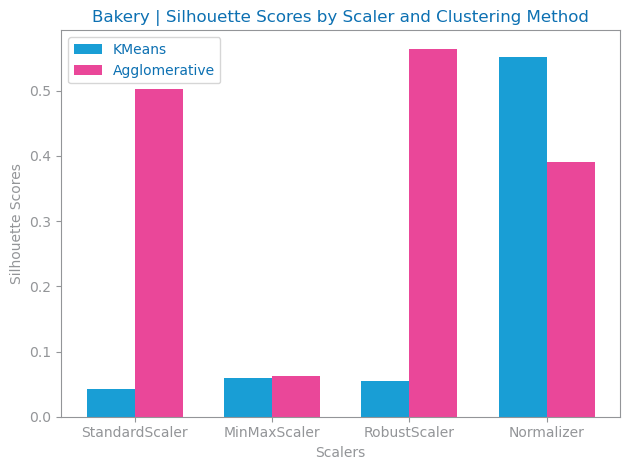 Bakery | Silhouette Scores by Scaler and Clustering Method
KMeans
Agglomerative
Silhouette Scores
0.5
0.4
0.3
0.2
0.1
0.0
StandardScaler
MinMaxScaler
RobustScaler
Normalizer
Scalers